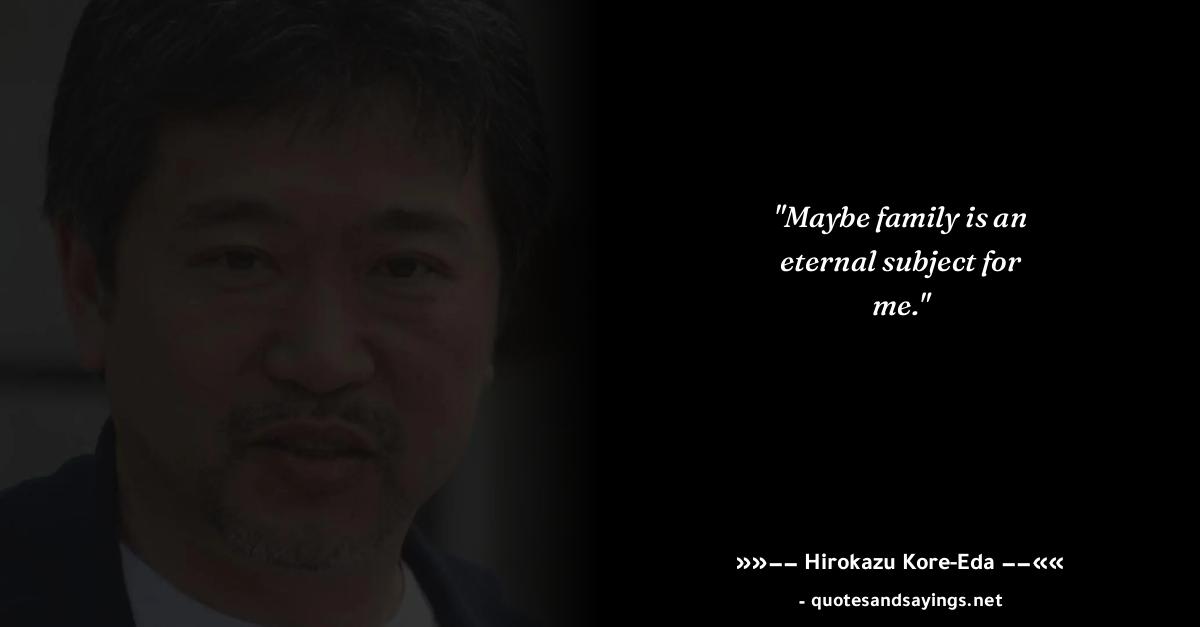 "Maybe family is an
eternal subject for
me."
»»−− Hirokazu Kore-Eda −−««
- quotesandsayings.net